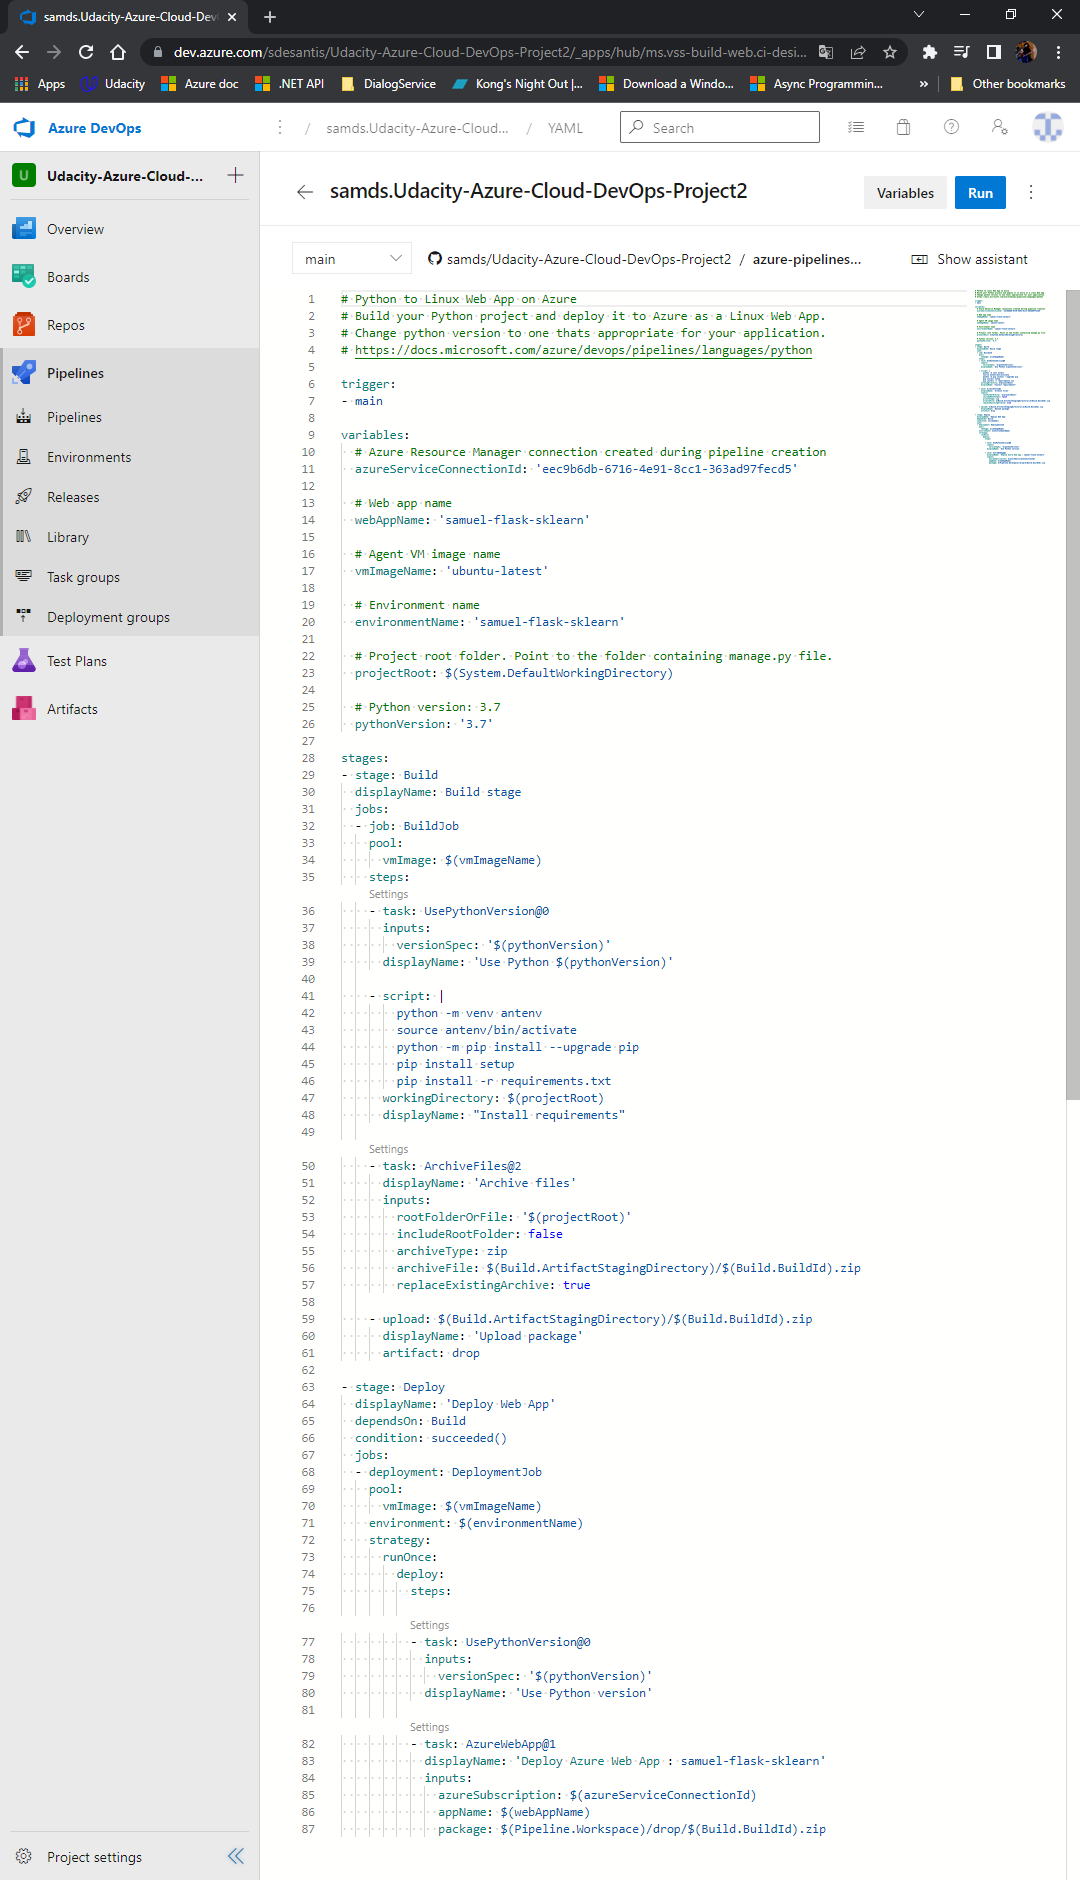 samds.Udacity-Azure-Cloud-Dev
dev.azure.com/sdesantis/Udacity-Azure-Cloud-DevOps-Project2/_apps/hub/ms.vss-build-web.ci-desi...
Apps Udacity Azure doc .NET API DialogService Kong's Night Out |... Download a Windo... Async Programmin... » Other bookmarks
Azure DevOps / samds.Udacity-Azure-Cloud... / YAML Search
U Udacity-Azure-Cloud-...
Overview
Boards
Repos
Pipelines
Pipelines
Environments
Releases
Library
Task groups
Deployment groups
Test Plans
Artifacts
Project settings
samds.Udacity-Azure-Cloud-DevOps-Project2 Variables Run
main samds/Udacity-Azure-Cloud-DevOps-Project2 / azure-pipelines... Show assistant
1 # Python to Linux Web App on Azure
2 # Build your Python project and deploy it to Azure as a Linux Web App.
3 # Change python version to one thats appropriate for your application.
4 # https://docs.microsoft.com/azure/devops/pipelines/languages/python
5
6 trigger:
7 - main
8
9 variables:
10 # Azure Resource Manager connection created during pipeline creation
11 azureServiceConnectionId: 'eec9b6db-6716-4e91-8cc1-363ad97fecd5'
12
13 # Web app name
14 webAppName: 'samuel-flask-sklearn'
15
16 # Agent VM image name
17 vmImageName: 'ubuntu-latest'
18
19 # Environment name
20 environmentName: 'samuel-flask-sklearn'
21
22 # Project root folder. Point to the folder containing manage.py file.
23 projectRoot: $(System.DefaultWorkingDirectory)
24
25 # Python version: 3.7
26 pythonVersion: '3.7'
27
28 stages:
29 - stage: Build
30 displayName: Build stage
31 jobs:
32 - job: BuildJob
33 pool:
34 vmImage: $(vmImageName)
35 steps:
Settings
36 - task: UsePythonVersion@0
37 inputs:
38 versionSpec: '$(pythonVersion)'
39 displayName: 'Use Python $(pythonVersion)'
40
41 - script: |
42 python -m venv antenv
43 source antenv/bin/activate
44 python -m pip install --upgrade pip
45 pip install setup
46 pip install -r requirements.txt
47 workingDirectory: $(projectRoot)
48 displayName: "Install requirements"
49
Settings
50 - task: ArchiveFiles@2
51 displayName: 'Archive files'
52 inputs:
53 rootFolderOrFile: '$(projectRoot)'
54 includeRootFolder: false
55 archiveType: zip
56 archiveFile: $(Build.ArtifactStagingDirectory)/$(Build.BuildId).zip
57 replaceExistingArchive: true
58
59 - upload: $(Build.ArtifactStagingDirectory)/$(Build.BuildId).zip
60 displayName: 'Upload package'
61 artifact: drop
62
63 - stage: Deploy
64 displayName: 'Deploy Web App'
65 dependsOn: Build
66 condition: succeeded()
67 jobs:
68 - deployment: DeploymentJob
69 pool:
70 vmImage: $(vmImageName)
71 environment: $(environmentName)
72 strategy:
73 runOnce:
74 deploy:
75 steps:
76
Settings
77 - task: UsePythonVersion@0
78 inputs:
79 versionSpec: '$(pythonVersion)'
80 displayName: 'Use Python version'
81
Settings
82 - task: AzureWebApp@1
83 displayName: 'Deploy Azure Web App : samuel-flask-sklearn'
84 inputs:
85 azureSubscription: $(azureServiceConnectionId)
86 appName: $(webAppName)
87 package: $(Pipeline.Workspace)/drop/$(Build.BuildId).zip